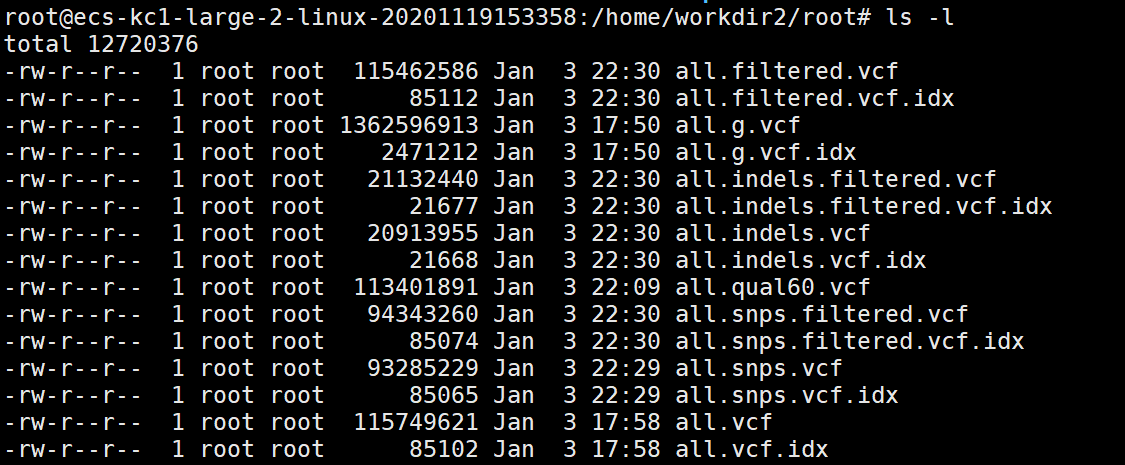 root@ecs-kc1-large-2-linux-20201119153358:/home/workdir2/root# ls -l
total 12720376
-rw-r--r--  1 root root  115462586 Jan  3 22:30 all.filtered.vcf
-rw-r--r--  1 root root      85112 Jan  3 22:30 all.filtered.vcf.idx
-rw-r--r--  1 root root 1362596913 Jan  3 17:50 all.g.vcf
-rw-r--r--  1 root root    2471212 Jan  3 17:50 all.g.vcf.idx
-rw-r--r--  1 root root   21132440 Jan  3 22:30 all.indels.filtered.vcf
-rw-r--r--  1 root root      21677 Jan  3 22:30 all.indels.filtered.vcf.idx
-rw-r--r--  1 root root   20913955 Jan  3 22:30 all.indels.vcf
-rw-r--r--  1 root root      21668 Jan  3 22:30 all.indels.vcf.idx
-rw-r--r--  1 root root  113401891 Jan  3 22:09 all.qual60.vcf
-rw-r--r--  1 root root   94343260 Jan  3 22:30 all.snps.filtered.vcf
-rw-r--r--  1 root root      85074 Jan  3 22:30 all.snps.filtered.vcf.idx
-rw-r--r--  1 root root   93285229 Jan  3 22:29 all.snps.vcf
-rw-r--r--  1 root root      85065 Jan  3 22:29 all.snps.vcf.idx
-rw-r--r--  1 root root  115749621 Jan  3 17:58 all.vcf
-rw-r--r--  1 root root      85102 Jan  3 17:58 all.vcf.idx